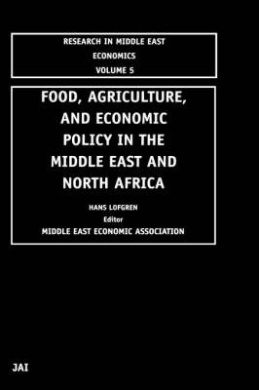 RESEARCH IN MIDDLE EAST
ECONOMICS
VOLUME 5
FOOD, AGRICULTURE,
AND ECONOMIC
POLICY IN THE
MIDDLE EAST AND
NORTH AFRICA
HANS LOFGREN
Editor
MIDDLE EAST ECONOMIC ASSOCIATION
JAI